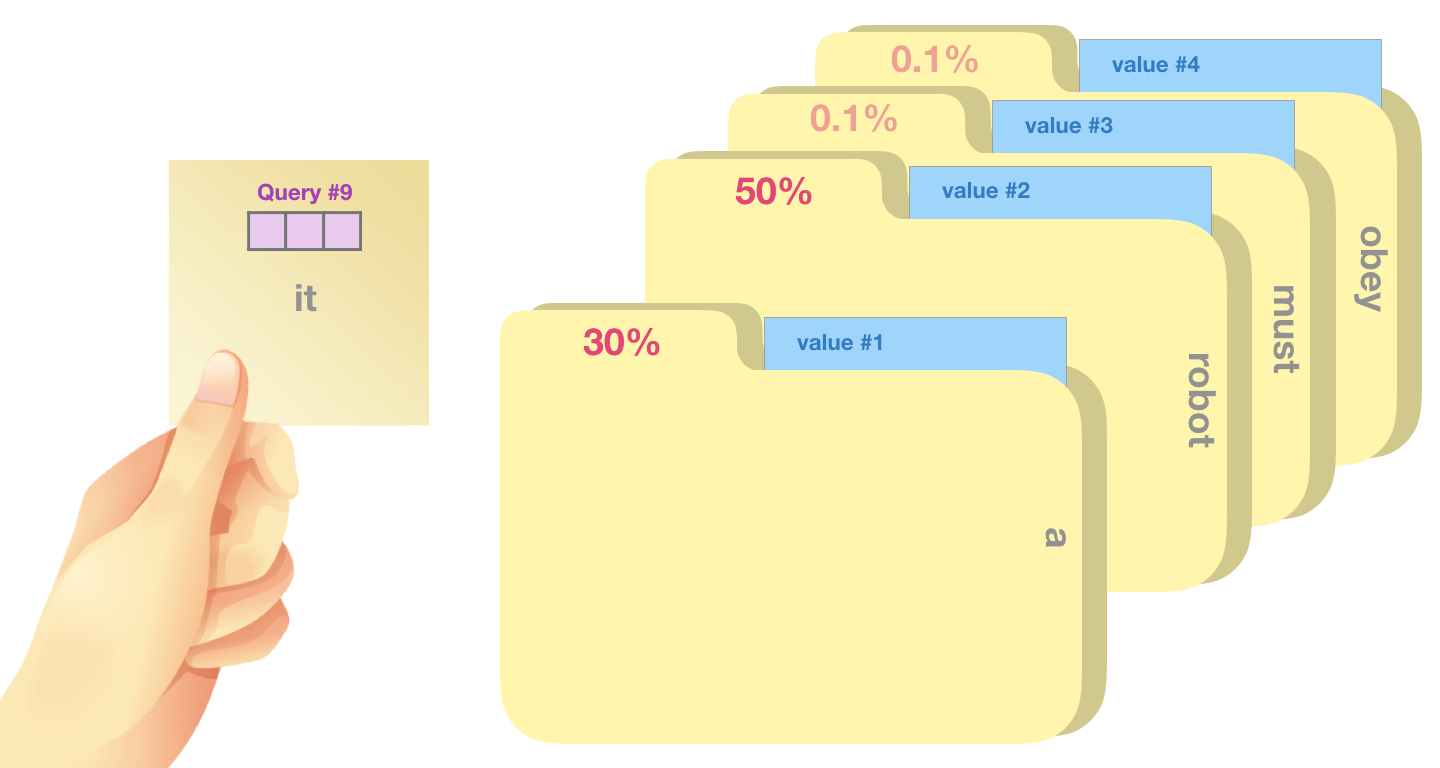 Query #9
it
0.1%
value #4
obey
0.1%
value #3
must
50%
value #2
robot
30%
value #1
a